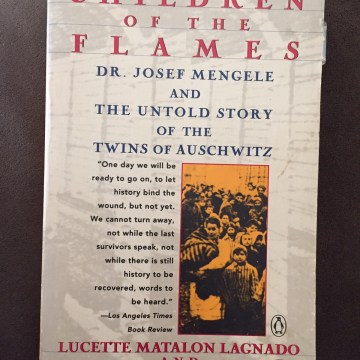 CHILDREN
OF THE
FLAMES
DR. JOSEF MENGELE
AND
THE UNTOLD STORY
OF THE
TWINS OF AUSCHWITZ
"One day we will be
ready to go on, to let
history bind the
wound, but not yet.
We cannot turn away,
not while the last
survivors speak, not
while there is still
history to be
recovered, words to
be heard."
—Los Angeles Times
Book Review
LUCETTE MATALON LAGNADO
AND